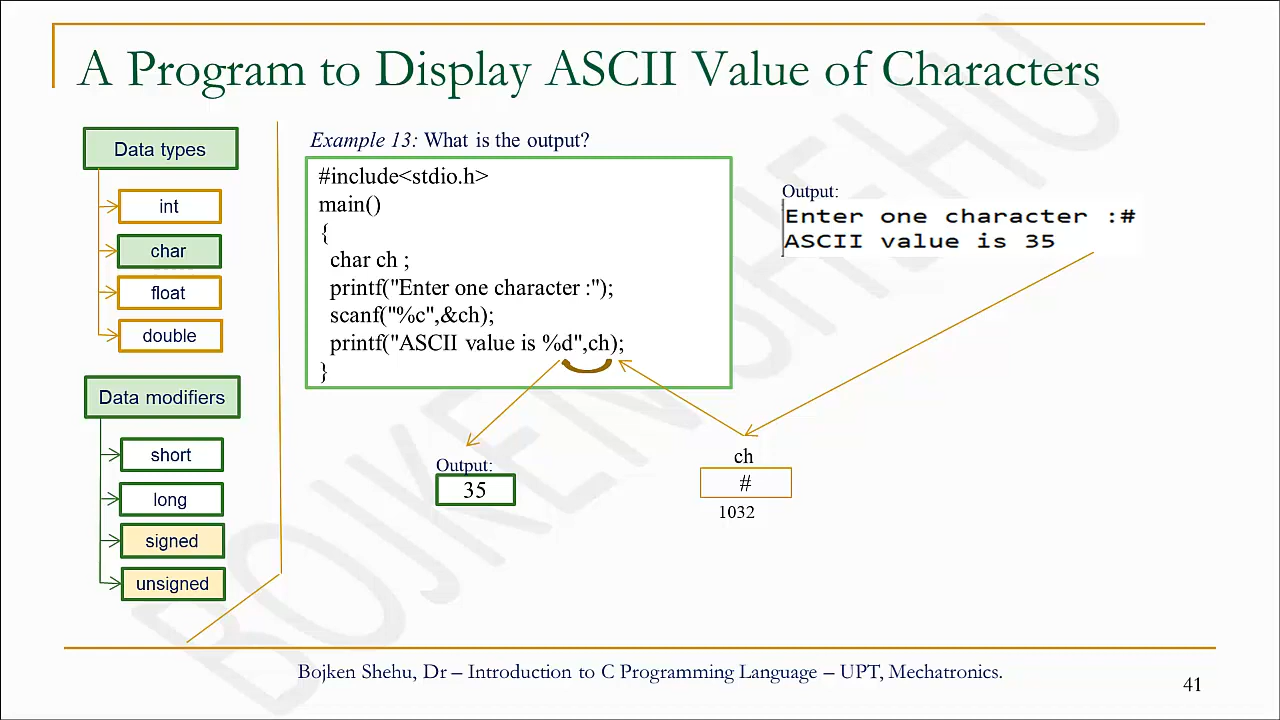 A Program to Display ASCII Value of Characters
Data types
int
char
float
double
Data modifiers
short
long
signed
unsigned
Example 13: What is the output?
#include<stdio.h>
main()
{
char ch ;
printf("Enter one character :");
scanf("%c",&ch);
printf("ASCII value is %d",ch);
}
Output:
Enter one character :#
ASCII value is 35
Output:
35
ch
#
1032
BOJKEN SHEHU
Bojken Shehu, Dr – Introduction to C Programming Language – UPT, Mechatronics.
41